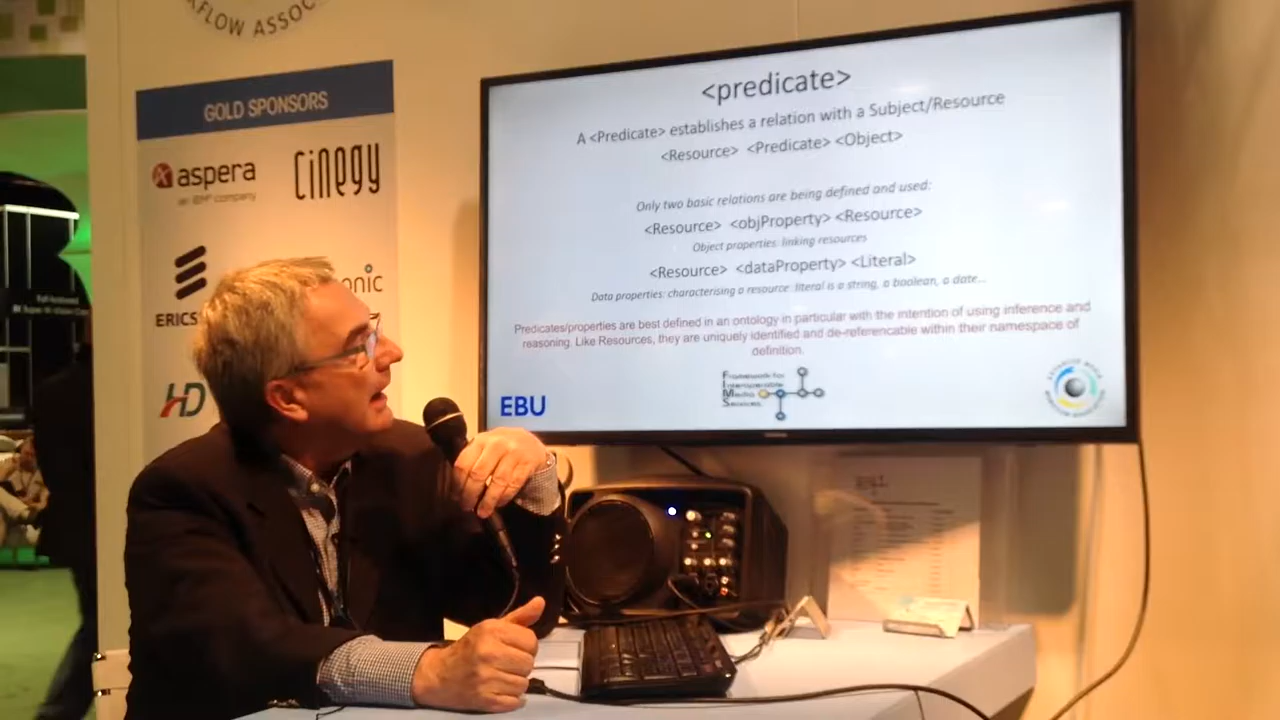 KFLOW ASSOC
GOLD SPONSORS
aspera
an IBM company
cinegy
ERICS
onic
HD
<predicate>
A <Predicate> establishes a relation with a Subject/Resource
<Resource> <Predicate> <Object>
Only two basic relations are being defined and used:
<Resource> <objProperty> <Resource>
Object properties: linking resources
<Resource> <dataProperty> <Literal>
Data properties: characterising a resource: literal is a string, a boolean, a date...
Predicates/properties are best defined in an ontology in particular with the intention of using inference and
reasoning. Like Resources, they are uniquely identified and de-referencable within their namespace of
definition.
EBU
Framework for
Interoperable
Media
Services